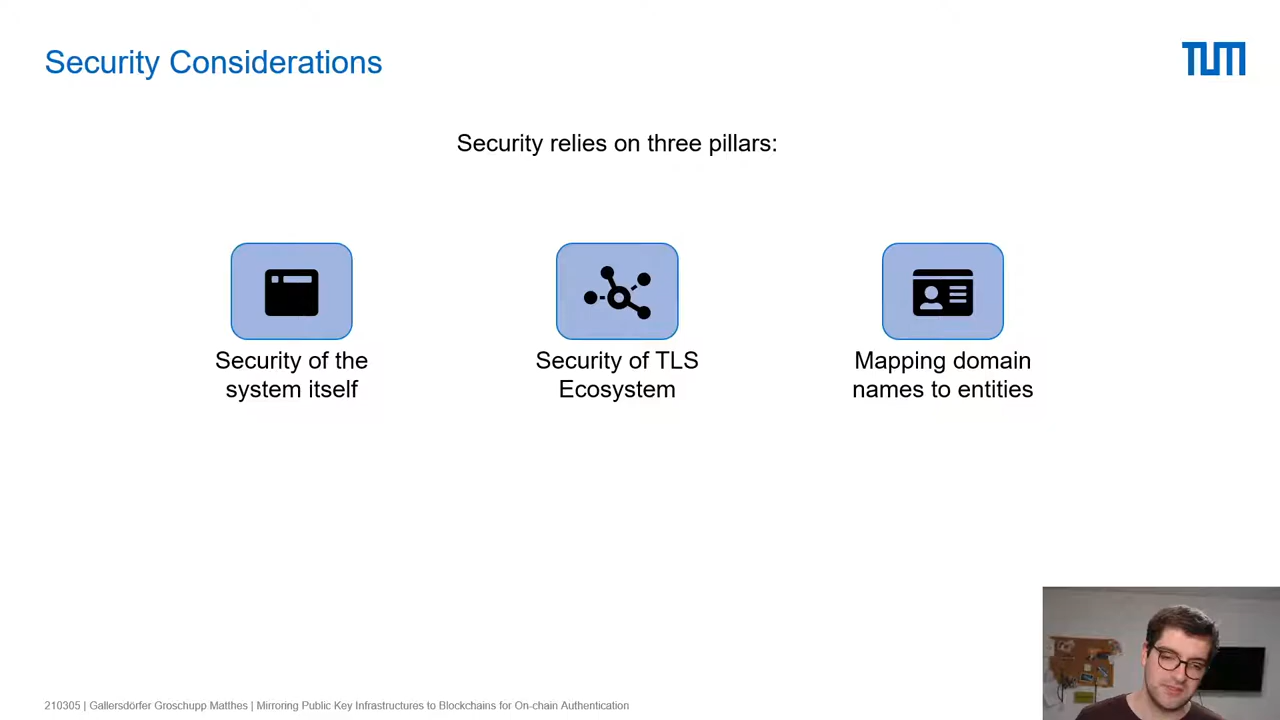 Security Considerations
TUM
Security relies on three pillars:
Security of the
system itself
Security of TLS
Ecosystem
Mapping domain
names to entities
210305 | Gallersdörfer Groschupp Matthes | Mirroring Public Key Infrastructures to Blockchains for On-chain Authentication